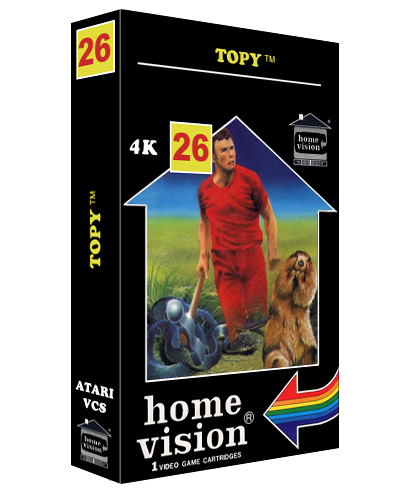 26
TOPY™
ATARI
VCS
home
vision
TOPY™
4K
26
home
vision
home
vision®
1 VIDEO GAME CARTRIDGES